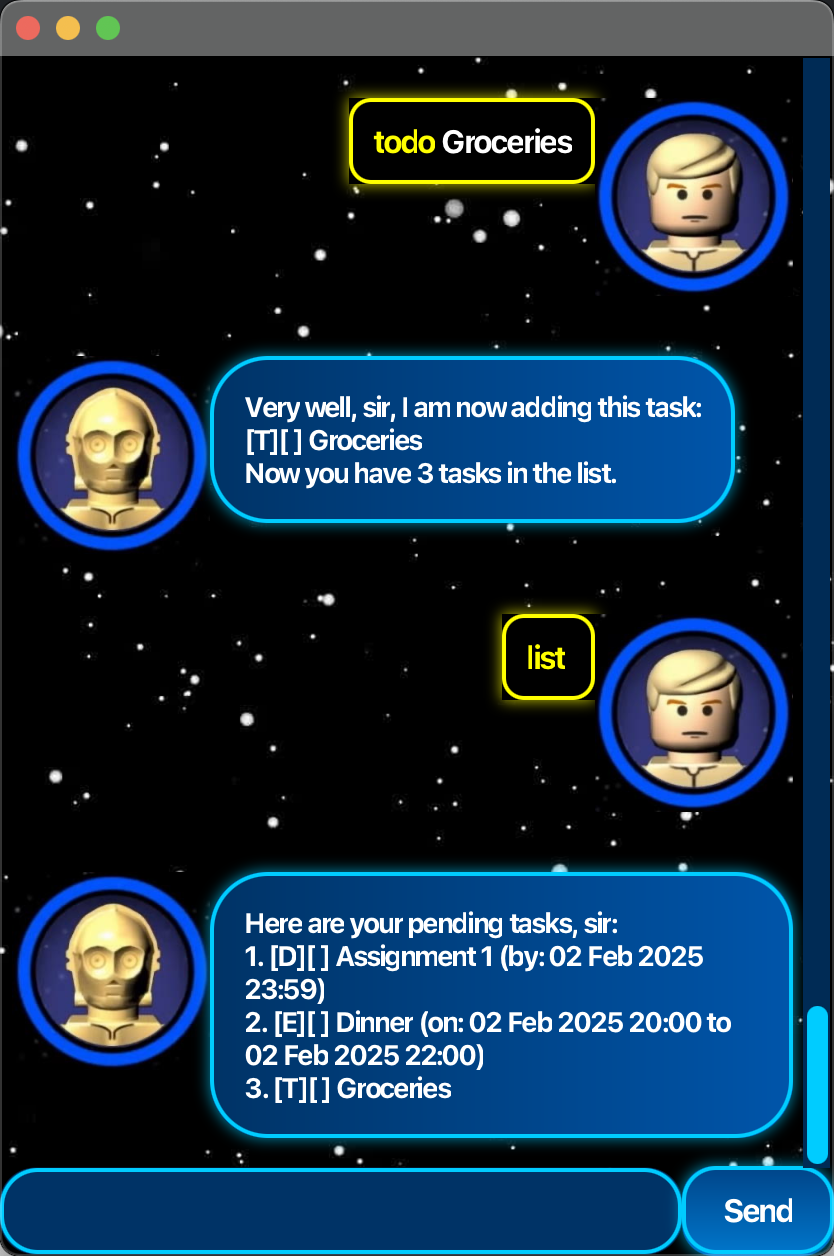 todo Groceries
Very well, sir, I am now adding this task:
[T][ ] Groceries
Now you have 3 tasks in the list.
list
Here are your pending tasks, sir:
1. [D][ ] Assignment 1 (by: 02 Feb 2025
23:59)
2. [E][ ] Dinner (on: 02 Feb 2025 20:00 to
02 Feb 2025 22:00)
3. [T][ ] Groceries
Send